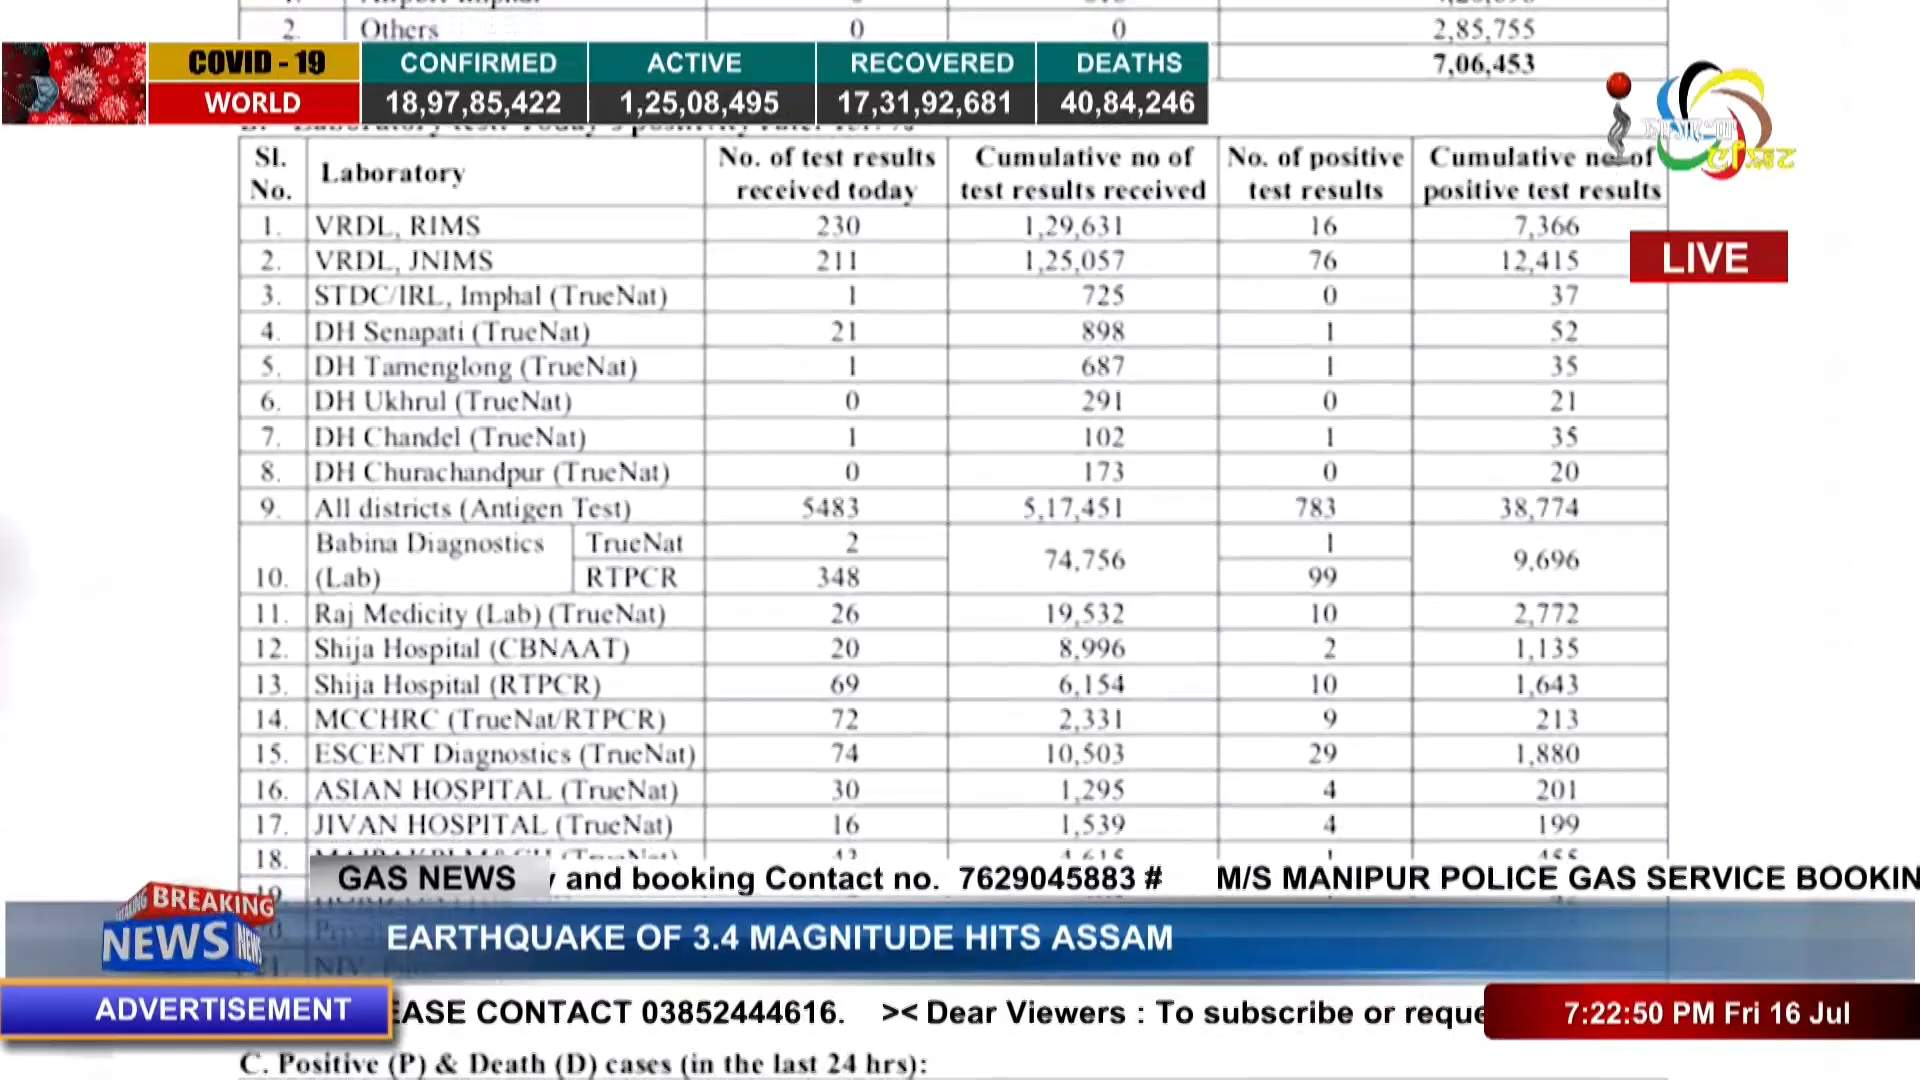 2. Others 0 0 2,85,755
7,06,453
COVID - 19 CONFIRMED ACTIVE RECOVERED DEATHS
WORLD 18,97,85,422 1,25,08,495 17,31,92,681 40,84,246
Sl. No. Laboratory No. of test results received today Cumulative no of test results received No. of positive test results Cumulative no of positive test results
1. VRDL, RIMS 230 1,29,631 16 7,366
2. VRDL, JNIMS 211 1,25,057 76 12,415
LIVE
3. STDC/IRL, Imphal (TrueNat) 1 725 0 37
4. DH Senapati (TrueNat) 21 898 1 52
5. DH Tamenglong (TrueNat) 1 687 1 35
6. DH Ukhrul (TrueNat) 0 291 0 21
7. DH Chandel (TrueNat) 1 102 1 35
8. DH Churachandpur (TrueNat) 0 173 0 20
9. All districts (Antigen Test) 5483 5,17,451 783 38,774
10. Babina Diagnostics (Lab) TrueNat 2 74,756 1 9,696
RTPCR 348 99
11. Raj Medicity (Lab) (TrueNat) 26 19,532 10 2,772
12. Shija Hospital (CBNAAT) 20 8,996 2 1,135
13. Shija Hospital (RTPCR) 69 6,154 10 1,643
14. MCCHRC (TrueNat/RTPCR) 72 2,331 9 213
15. ESCENT Diagnostics (TrueNat) 74 10,503 29 1,880
16. ASIAN HOSPITAL (TrueNat) 30 1,295 4 201
17. JIVAN HOSPITAL (TrueNat) 16 1,539 4 199
18.
GAS NEWS y and booking Contact no. 7629045883 # M/S MANIPUR POLICE GAS SERVICE BOOKIN
BREAKING
NEWS NEWS
EARTHQUAKE OF 3.4 MAGNITUDE HITS ASSAM
ADVERTISEMENT EASE CONTACT 03852444616. >< Dear Viewers : To subscribe or reque
7:22:50 PM Fri 16 Jul
C. Positive (P) & Death (D) cases (in the last 24 hrs):